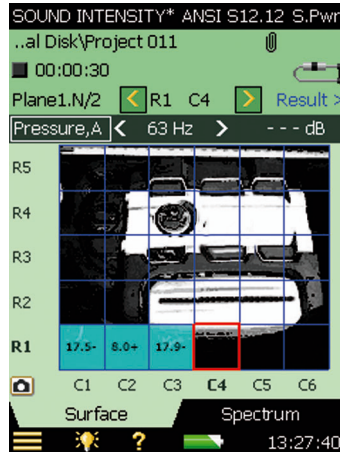 SOUND INTENSITY* ANSI S12.12 S.Pwr
..al Disk\Project 011
00:00:30
Plane1.N/2 < R1 C4 > Result >
Pressure,A < 63 Hz > - - - dB
R5
R4
R3
R2
R1 17.5- 8.0+ 17.9-
C1 C2 C3 C4 C5 C6
Surface Spectrum
? 13:27:40